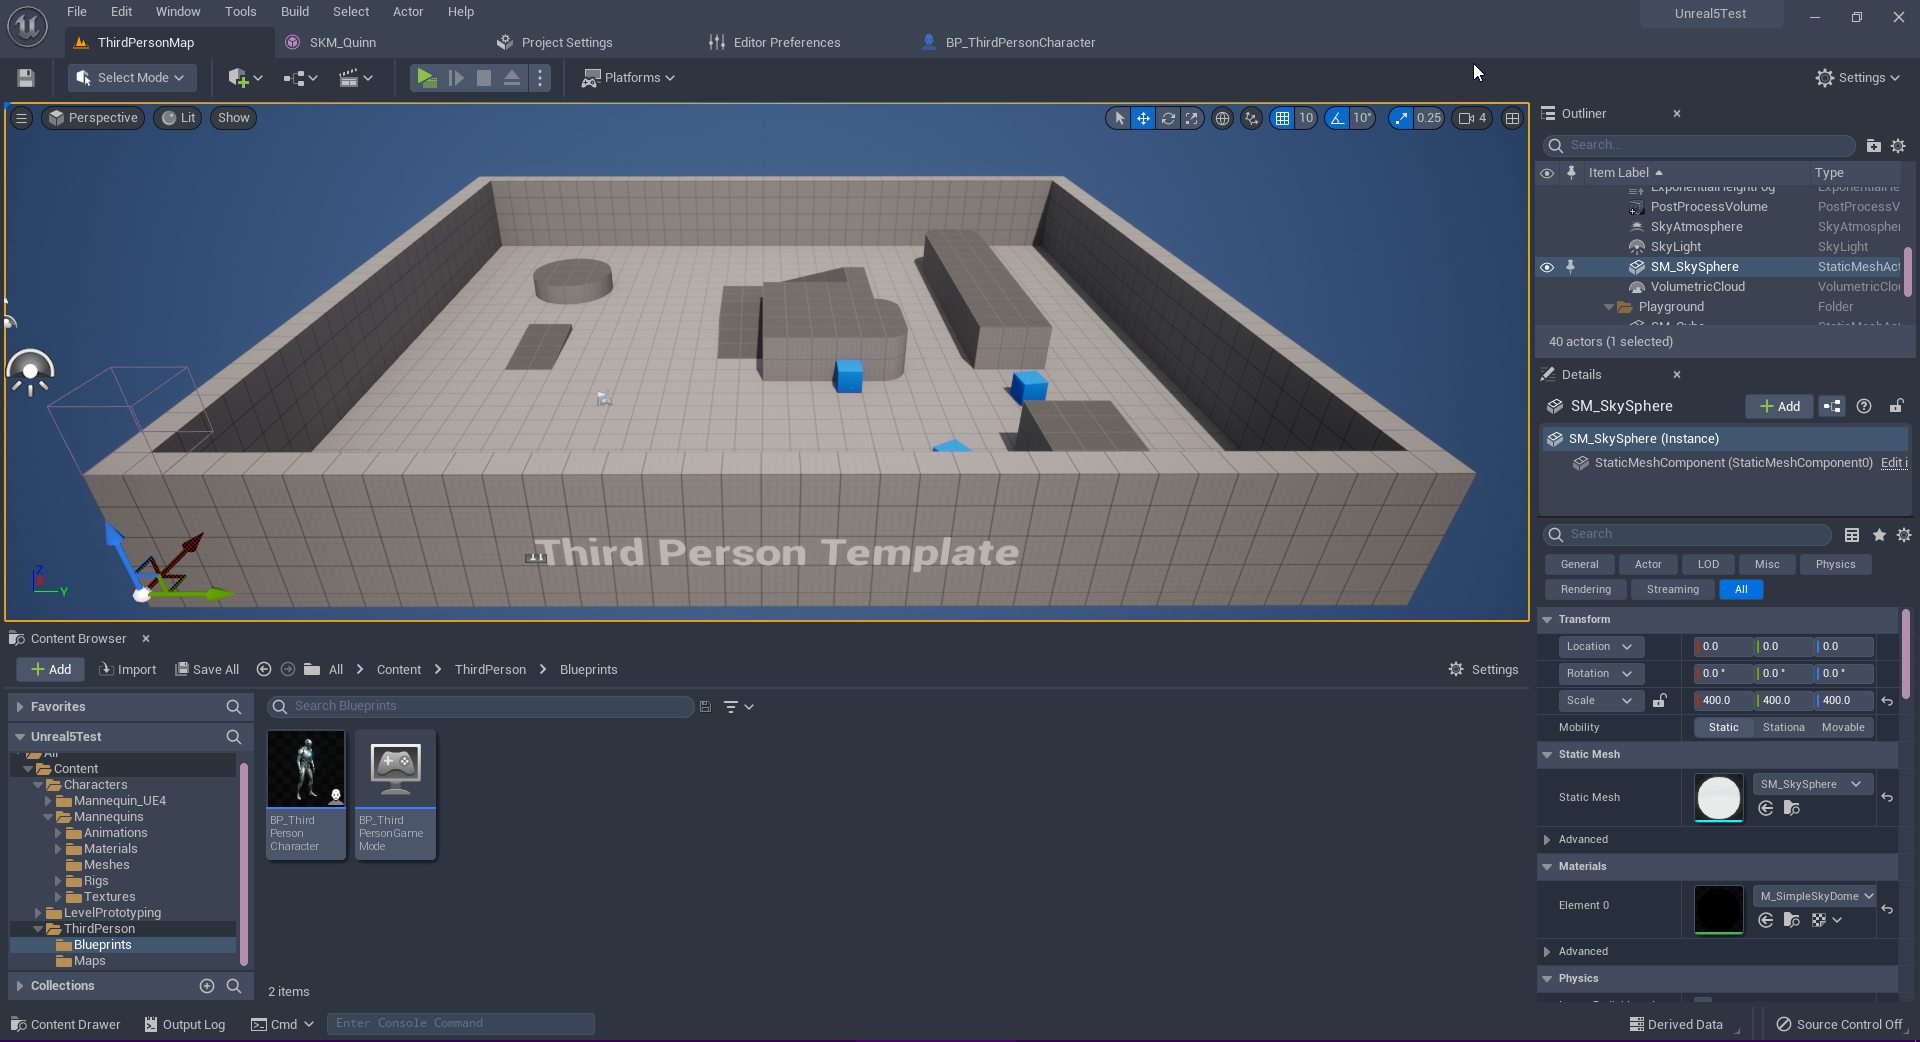 File Edit Window Tools Build Select Actor Help
Unreal5Test
ThirdPersonMap SKM_Quinn Project Settings Editor Preferences BP_ThirdPersonCharacter
Select Mode Platforms Settings
Perspective Lit Show 10 10° 0.25 4
Third Person Template
Z
X
Y
Outliner
Search...
Item Label Type
ExponentialHeightFog ExponentialHe
PostProcessVolume PostProcessV
SkyAtmosphere SkyAtmospher
SkyLight SkyLight
SM_SkySphere StaticMeshAct
VolumetricCloud VolumetricClou
Playground Folder
SM_Cube StaticMeshAct
40 actors (1 selected)
Details
SM_SkySphere Add
SM_SkySphere (Instance)
StaticMeshComponent (StaticMeshComponent0) Edit i
Search
General Actor LOD Misc Physics
Rendering Streaming All
Transform
Location 0.0 0.0 0.0
Rotation 0.0 ° 0.0 ° 0.0 °
Scale 400.0 400.0 400.0
Mobility Static Stationa Movable
Static Mesh
Static Mesh SM_SkySphere
Advanced
Materials
Element 0 M_SimpleSkyDome
Advanced
Physics
Content Browser
Add Import Save All All Content ThirdPerson Blueprints Settings
Favorites
Unreal5Test
All
Content
Characters
Mannequin_UE4
Mannequins
Animations
Materials
Meshes
Rigs
Textures
LevelPrototyping
ThirdPerson
Blueprints
Maps
Collections
Search Blueprints
BP_Third
Person
Character
BP_Third
PersonGame
Mode
2 items
Content Drawer Output Log Cmd Enter Console Command Derived Data Source Control Off